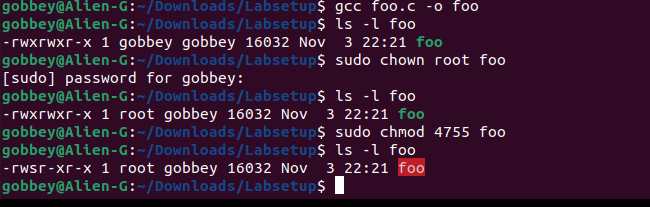 gobbey@Alien-G:~/Downloads/Labsetup$ gcc foo.c -o foo
gobbey@Alien-G:~/Downloads/Labsetup$ ls -l foo
-rwxrwxr-x 1 gobbey gobbey 16032 Nov  3 22:21 foo
gobbey@Alien-G:~/Downloads/Labsetup$ sudo chown root foo
[sudo] password for gobbey:
gobbey@Alien-G:~/Downloads/Labsetup$ ls -l foo
-rwxrwxr-x 1 root gobbey 16032 Nov  3 22:21 foo
gobbey@Alien-G:~/Downloads/Labsetup$ sudo chmod 4755 foo
gobbey@Alien-G:~/Downloads/Labsetup$ ls -l foo
-rwsr-xr-x 1 root gobbey 16032 Nov  3 22:21 foo
gobbey@Alien-G:~/Downloads/Labsetup$